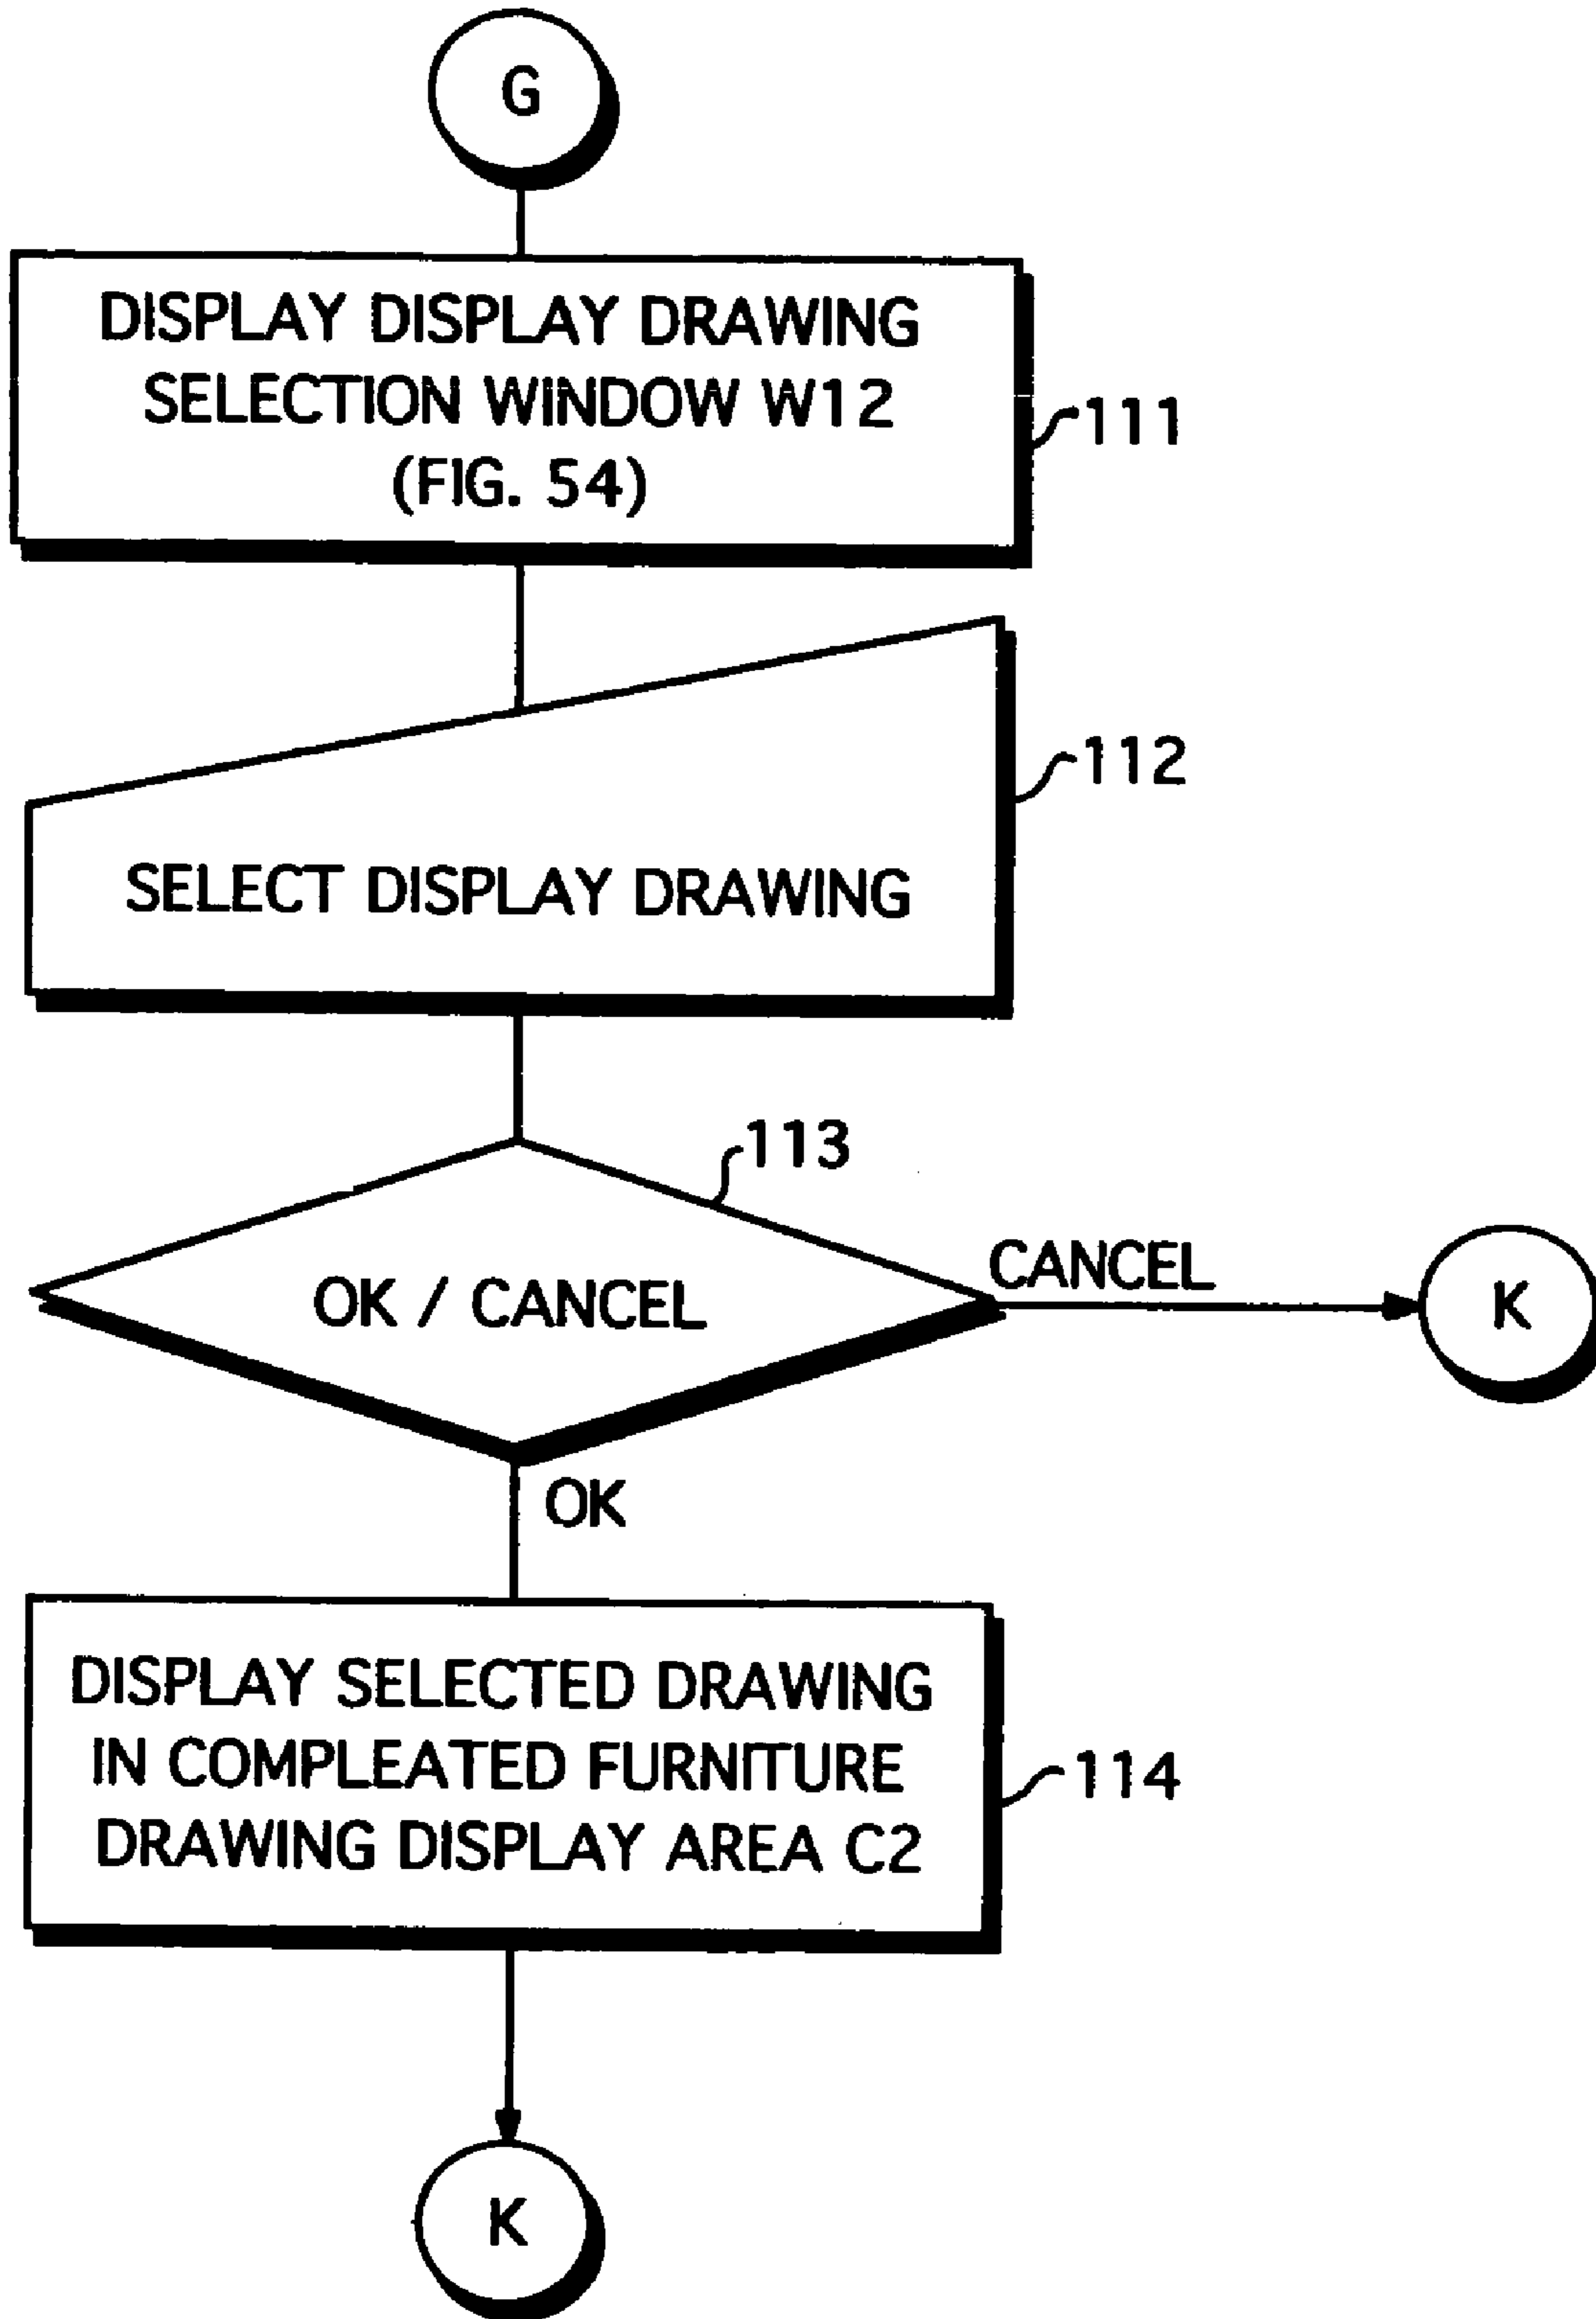 G
DISPLAY DISPLAY DRAWING
SELECTION WINDOW W12
(FIG. 54)
111
112
SELECT DISPLAY DRAWING
113
OK / CANCEL
CANCEL
K
OK
DISPLAY SELECTED DRAWING
IN COMPLEATED FURNITURE
DRAWING DISPLAY AREA C2
114
K